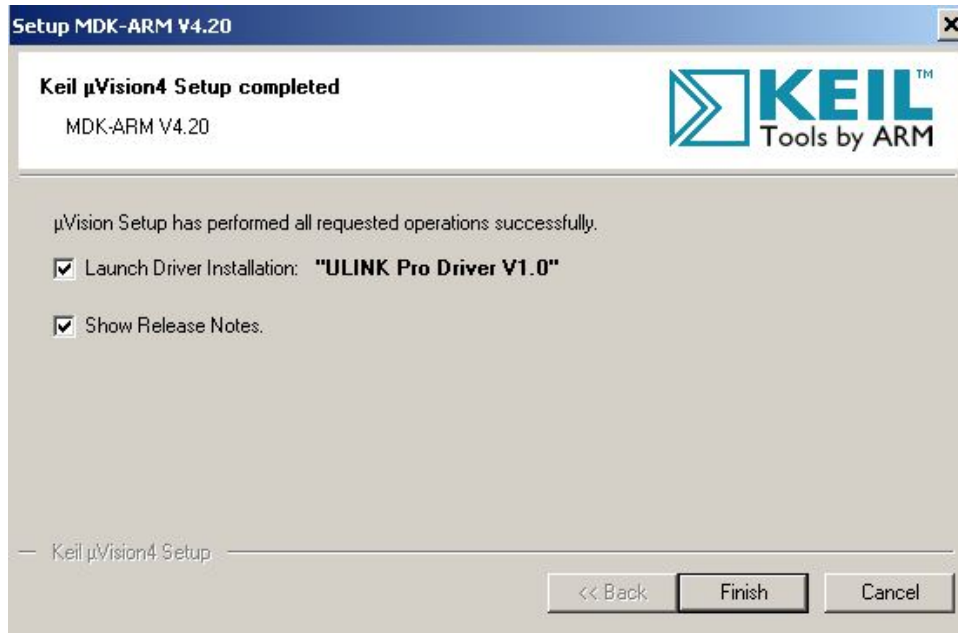 Setup MDK-ARM V4.20
Keil µVision4 Setup completed
MDK-ARM V4.20
KEIL™
Tools by ARM
µVision Setup has performed all requested operations successfully.
Launch Driver Installation: "ULINK Pro Driver V1.0"
Show Release Notes.
Keil µVision4 Setup
<< Back Finish Cancel